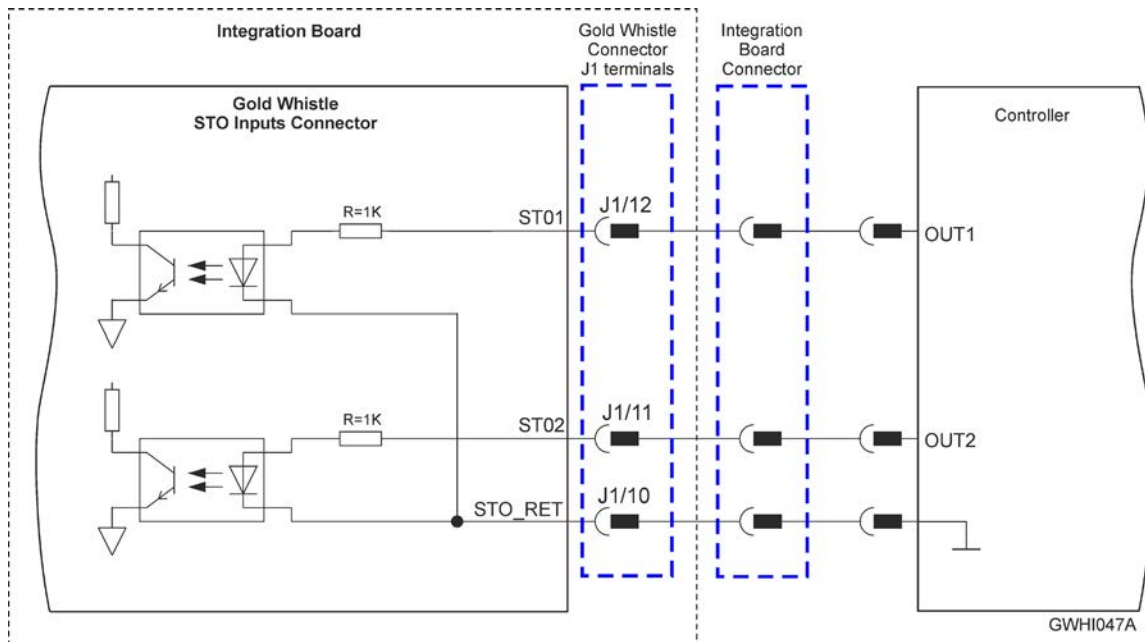 Integration Board
Gold Whistle
Connector
J1 terminals
Integration
Board
Connector
Gold Whistle
STO Inputs Connector
Controller
R=1K
ST01
J1/12
OUT1
R=1K
ST02
J1/11
OUT2
STO_RET
J1/10
GWHI047A